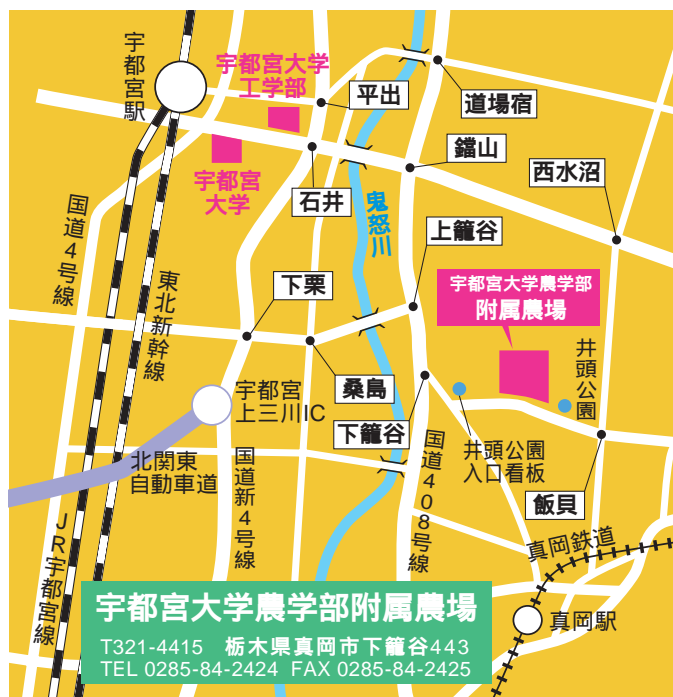 宇都宮駅
宇都宮大学
工学部
平出
道場宿
鐺山
宇都宮
大学
石井
西水沼
国道4号線
鬼怒川
上籠谷
東北新幹線
下栗
宇都宮大学農学部
附属農場
井頭公園
宇都宮
上三川IC
桑島
下籠谷
国道408号線
井頭公園
入口看板
北関東
自動車道
国道新4号線
飯貝
JR宇都宮線
真岡鉄道
真岡駅
宇都宮大学農学部附属農場
T321-4415 栃木県真岡市下籠谷443
TEL 0285-84-2424 FAX 0285-84-2425